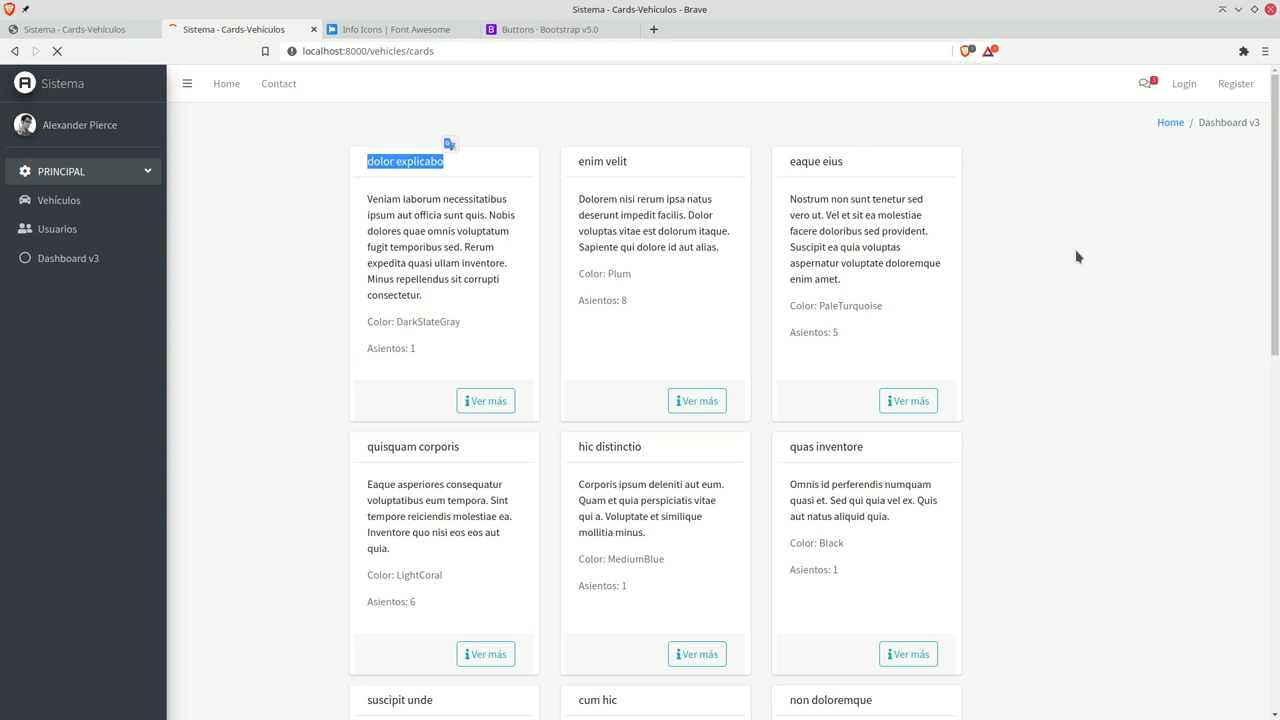 Sistema - Cards-Vehículos - Brave
Sistema - Cards-Vehículos
Sistema - Cards-Vehículos
Info Icons | Font Awesome
Buttons · Bootstrap v5.0
localhost:8000/vehicles/cards
Sistema
Home
Contact
1
Login
Register
Alexander Pierce
Home / Dashboard v3
PRINCIPAL
Vehículos
Usuarios
Dashboard v3
dolor explicabo
Veniam laborum necessitatibus
ipsum aut officia sunt quis. Nobis
dolores quae omnis voluptatum
fugit temporibus sed. Rerum
expedita quasi ullam inventore.
Minus repellendus sit corrupti
consectetur.
Color: DarkSlateGray
Asientos: 1
Ver más
enim velit
Dolorem nisi rerum ipsa natus
deserunt impedit facilis. Dolor
voluptas vitae est dolorum itaque.
Sapiente qui dolore id aut alias.
Color: Plum
Asientos: 8
Ver más
eaque eius
Nostrum non sunt tenetur sed
vero ut. Vel et sit ea molestiae
facere doloribus sed provident.
Suscipit ea quia voluptas
aspernatur voluptate doloremque
enim amet.
Color: PaleTurquoise
Asientos: 5
Ver más
quisquam corporis
Eaque asperiores consequatur
voluptatibus eum tempora. Sint
tempore reiciendis molestiae ea.
Inventore quo nisi eos eos aut
quia.
Color: LightCoral
Asientos: 6
Ver más
hic distinctio
Corporis ipsum deleniti aut eum.
Quam et quia perspiciatis vitae
qui a. Voluptate et similique
mollitia minus.
Color: MediumBlue
Asientos: 1
Ver más
quas inventore
Omnis id perferendis numquam
quasi et. Sed qui quia vel ex. Quis
aut natus aliquid quia.
Color: Black
Asientos: 1
Ver más
suscipit unde
cum hic
non doloremque